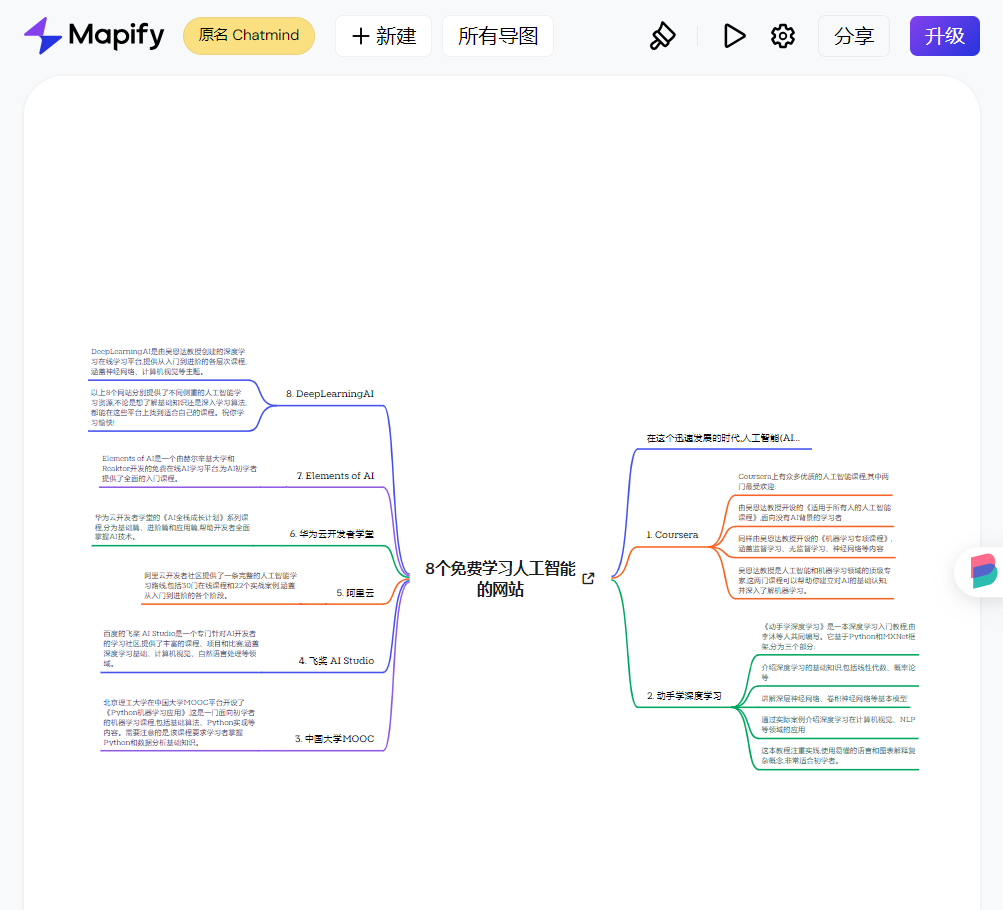 Mapify
原名 Chatmind
新建
所有导图
分享
升级
8个免费学习人工智能
的网站
在这个迅速发展的时代,人工智能(AI...
1. Coursera
Coursera上有众多优质的人工智能课程,其中两
门最受欢迎:
由吴恩达教授开设的《适用于所有人的人工智能
课程》,面向没有AI背景的学习者
同样由吴恩达教授开设的《机器学习专项课程》,
涵盖监督学习、无监督学习、神经网络等内容
吴恩达教授是人工智能和机器学习领域的顶级专
家,这两门课程可以帮助你建立对AI的基础认知,
并深入了解机器学习。
2. 动手学深度学习
《动手学深度学习》是一本深度学习入门教程,由
李沐等人共同编写。它基于Python和MXNet框
架,分为三个部分:
介绍深度学习的基础知识,包括线性代数、概率论
等
讲解深层神经网络、卷积神经网络等基本模型
通过实际案例介绍深度学习在计算机视觉、NLP
等领域的应用
这本教程注重实践,使用易懂的语言和图表解释复
杂概念,非常适合初学者。
3. 中国大学MOOC
北京理工大学在中国大学MOOC平台开设了
《Python机器学习应用》,这是一门面向初学者
的机器学习课程,包括基础算法、Python实现等
内容。需要注意的是,该课程要求学习者掌握
Python和数据分析基础知识。
4. 飞桨 AI Studio
百度的飞桨 AI Studio是一个专门针对AI开发者
的学习社区,提供了丰富的课程、项目和比赛,涵盖
深度学习基础、计算机视觉、自然语言处理等领
域。
5. 阿里云
阿里云开发者社区提供了一条完整的人工智能学
习路线,包括30门在线课程和22个实战案例,涵盖
从入门到进阶的各个阶段。
6. 华为云开发者学堂
华为云开发者学堂的《AI全栈成长计划》系列课
程,分为基础篇、进阶篇和应用篇,帮助开发者全面
掌握AI技术。
7. Elements of AI
Elements of AI是一个由赫尔辛基大学和
Reaktor开发的免费在线AI学习平台,为AI初学者
提供了全面的入门课程。
8. DeepLearningAI
DeepLearningAI是由吴恩达教授创建的深度学
习在线学习平台,提供从入门到进阶的各层次课程,
涵盖神经网络、计算机视觉等主题。
以上8个网站分别提供了不同侧重的人工智能学
习资源,不论是想了解基础知识还是深入学习算法,
都能在这些平台上找到适合自己的课程。祝你学
习愉快!